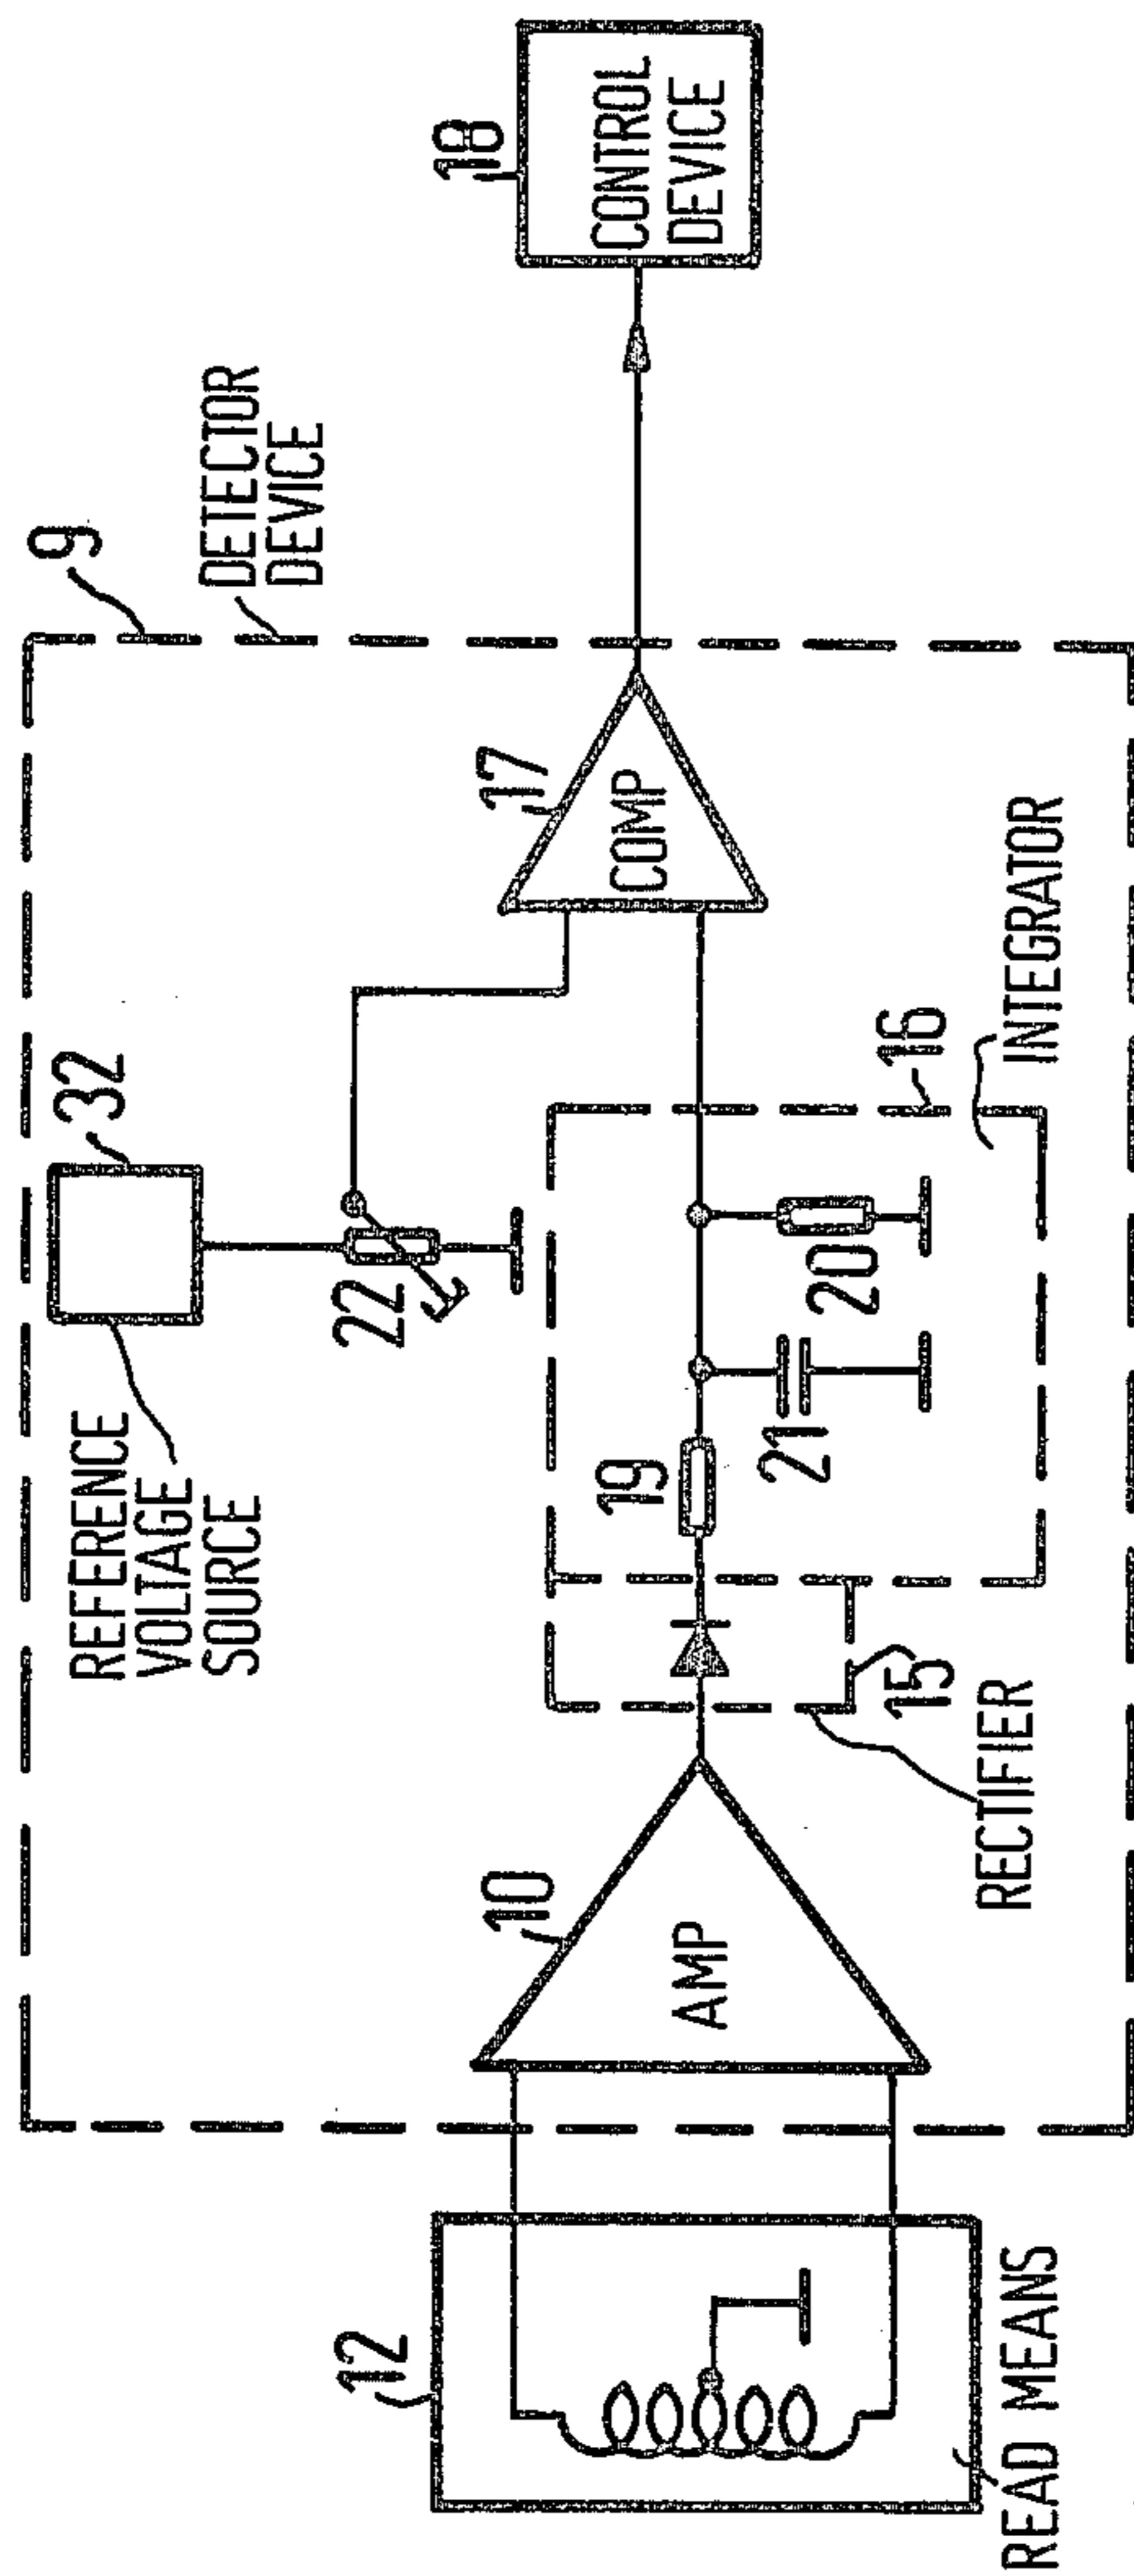 9
DETECTOR
DEVICE
18
CONTROL
DEVICE
32
REFERENCE
VOLTAGE
SOURCE
22
17
COMP
12
READ MEANS
10
AMP
15
RECTIFIER
19
21
20
16
INTEGRATOR